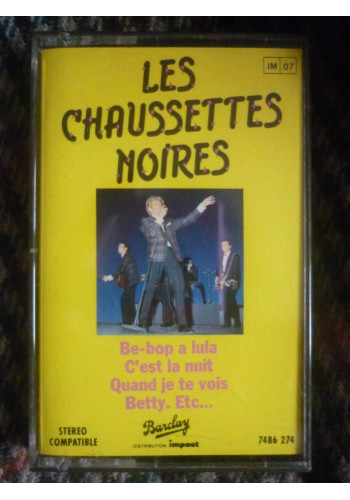 IM 07
LES
CHAUSSETTES
NOIRES
Be-bop a lula
C'est la nuit
Quand je te vois
Betty. Etc...
STEREO
COMPATIBLE
Barclay
DISTRIBUTION impact
7486 274